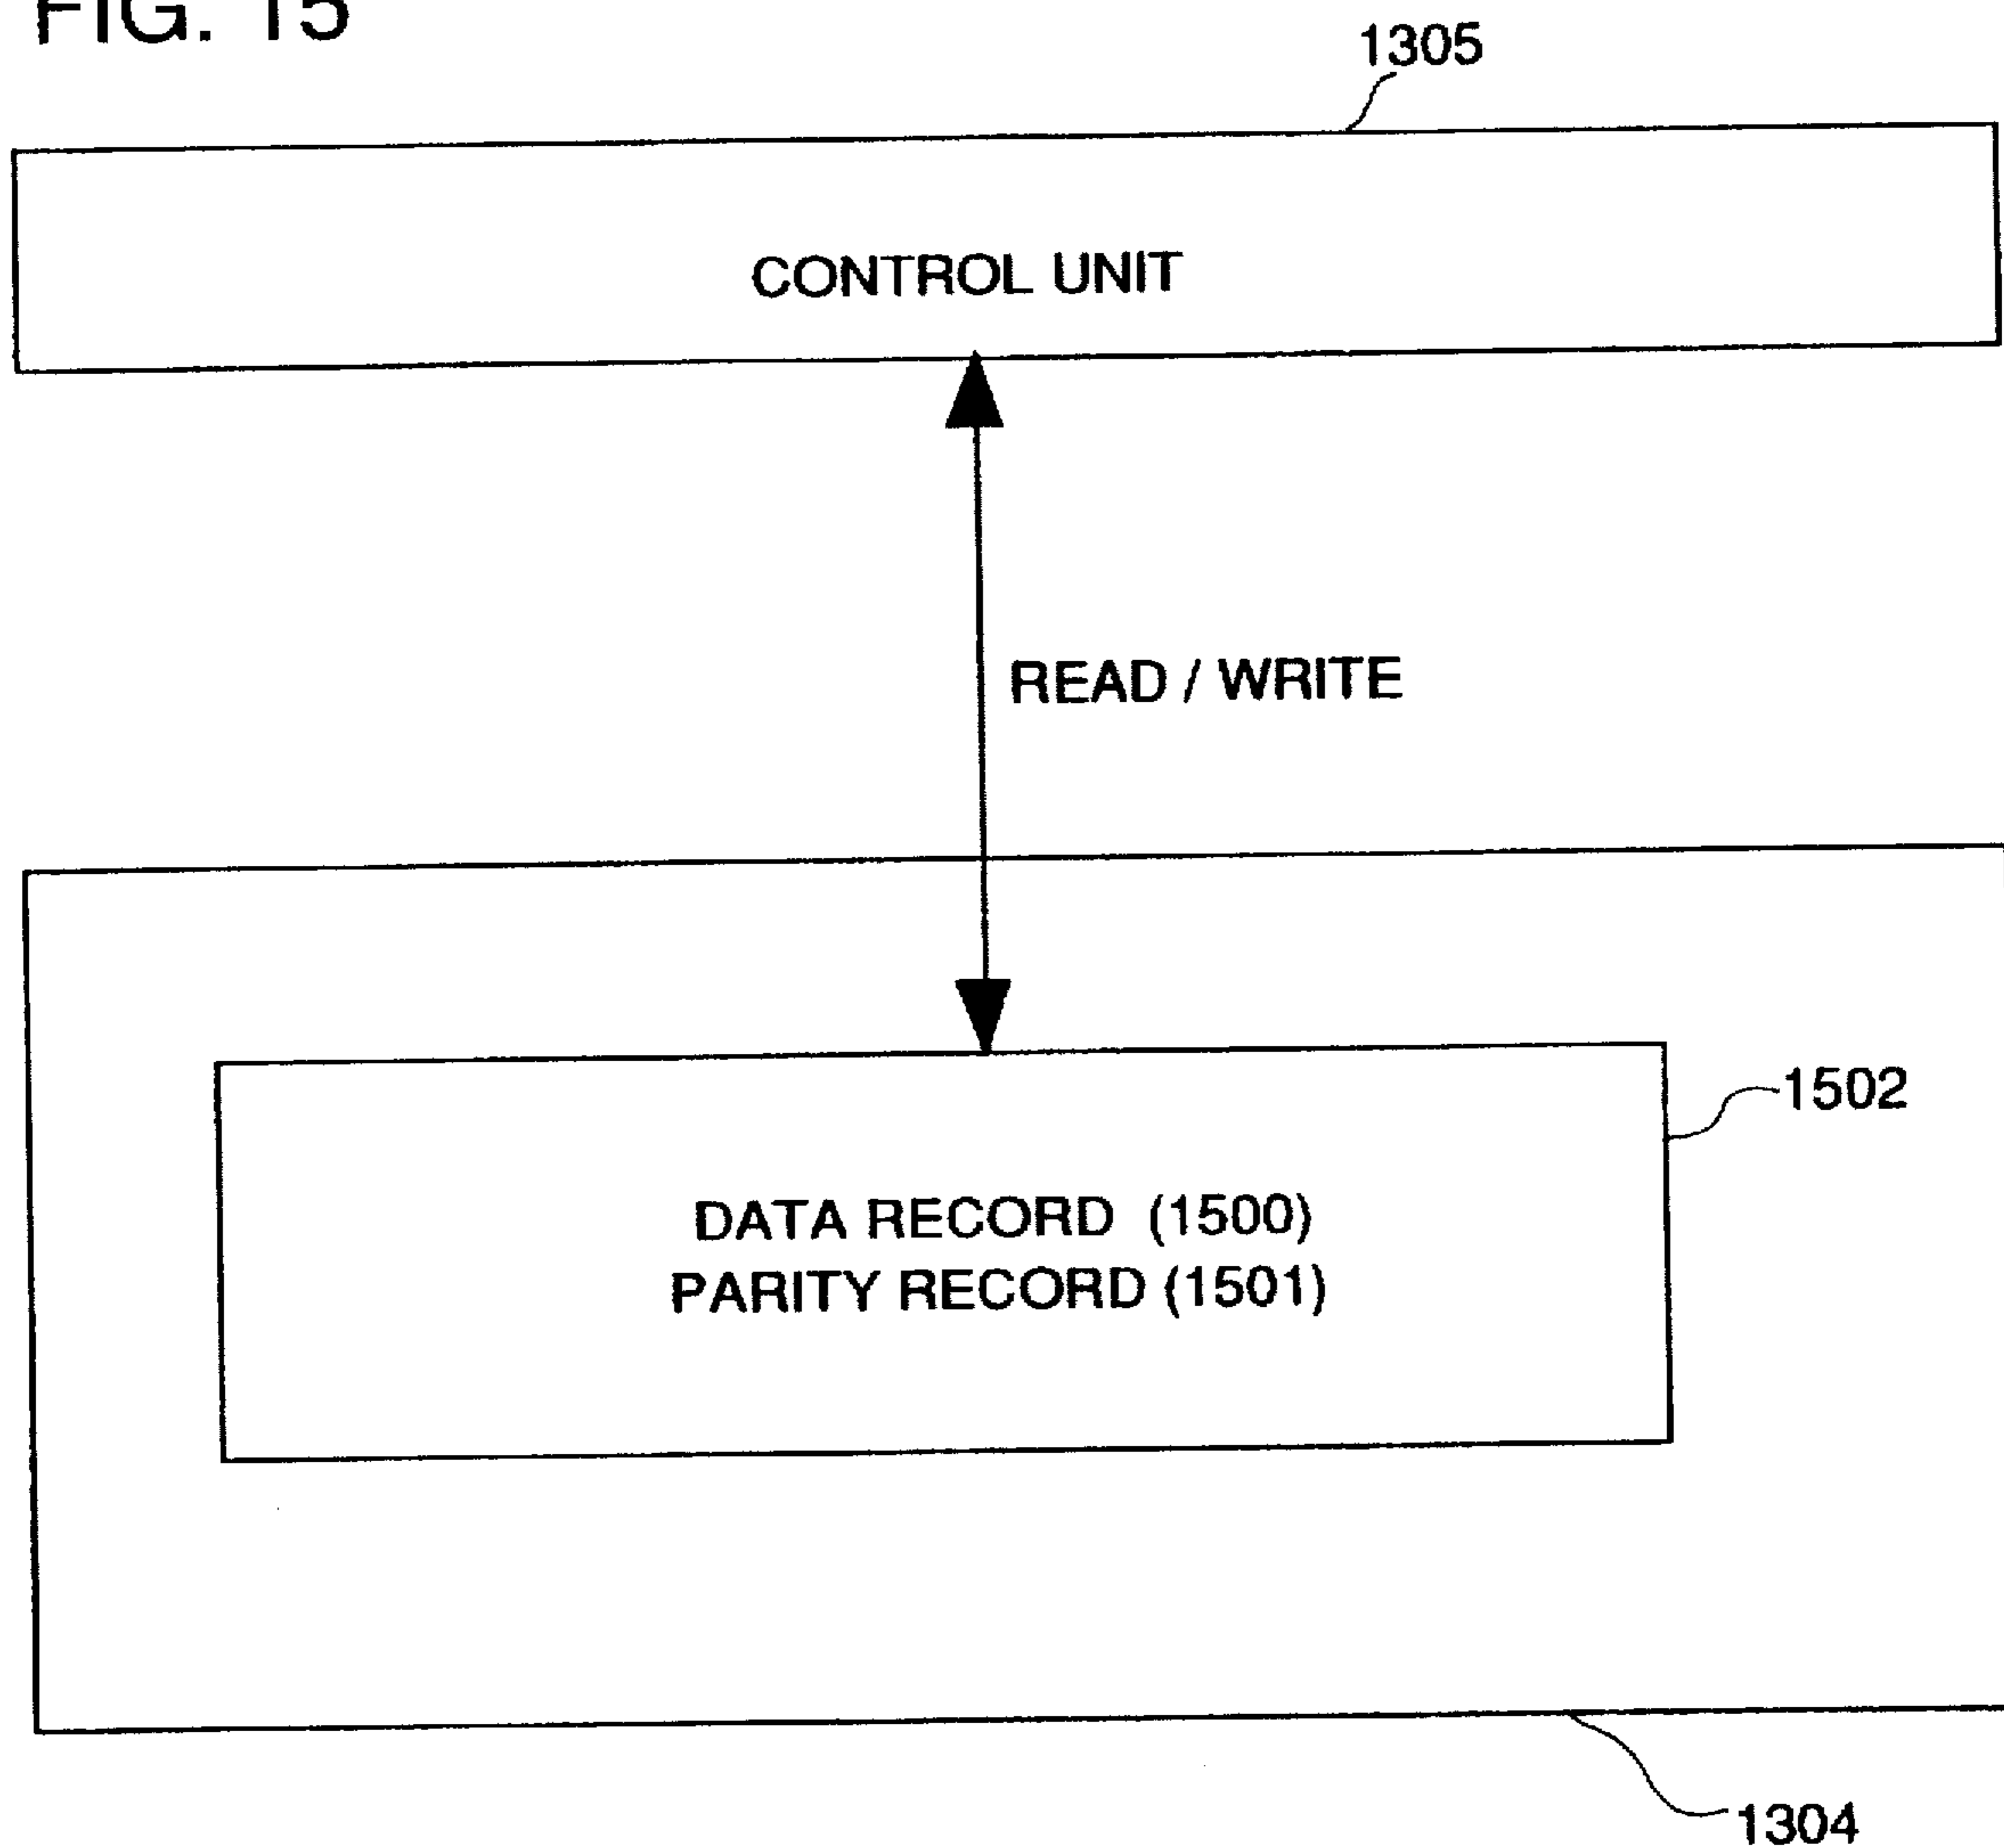 FIG. 15
1305
CONTROL UNIT
READ / WRITE
1502
DATA RECORD (1500)
PARITY RECORD (1501)
1304